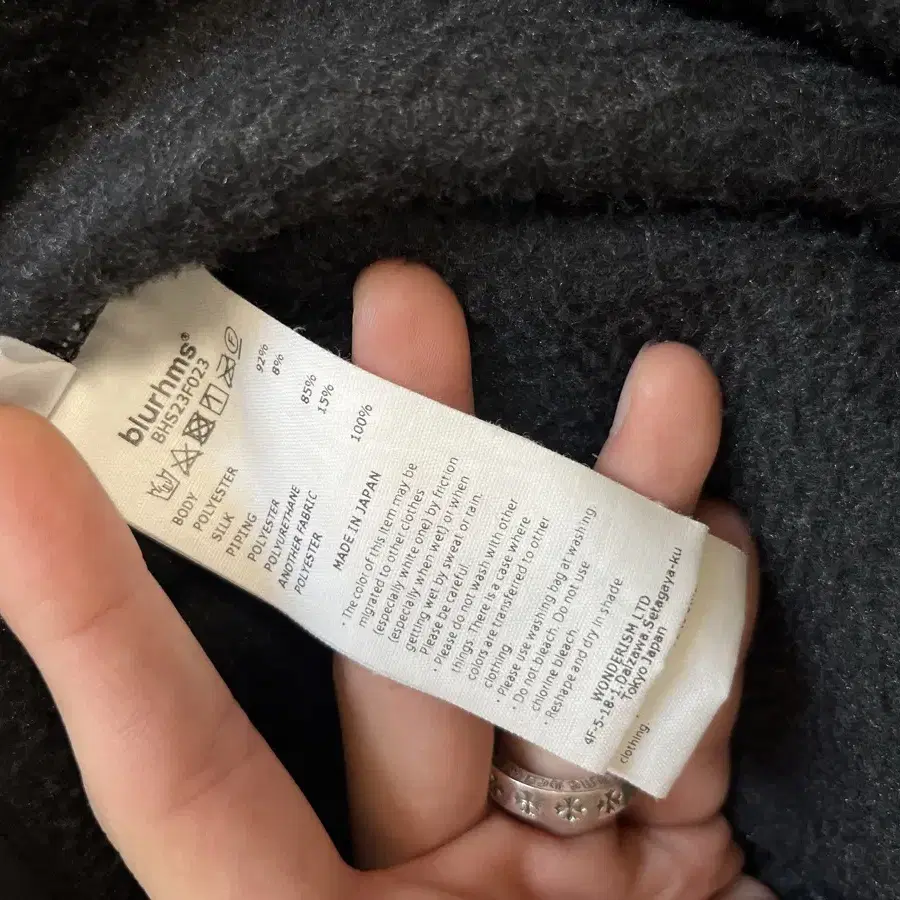 blurhms®
BHS23F023
BODY
POLYESTER 92%
SILK 8%
PIPING
POLYESTER 85%
POLYURETHANE 15%
ANOTHER FABRIC
POLYESTER 100%
MADE IN JAPAN
· The color of this item may be
migrated to other clothes
(especially white one) by friction
(especially when wet) or when
getting wet by sweat or rain.
Please be careful.
· Please do not wash with other
things. There is a case where
colors are transferred to other
clothing.
· Please use washing bag at washing.
· Do not bleach. Do not use
chlorine bleach.
· Reshape and dry in shade.
WONDERISM LTD
4F-5-18-1,Daizawa,Setagaya-ku
Tokyo Japan
clothing.